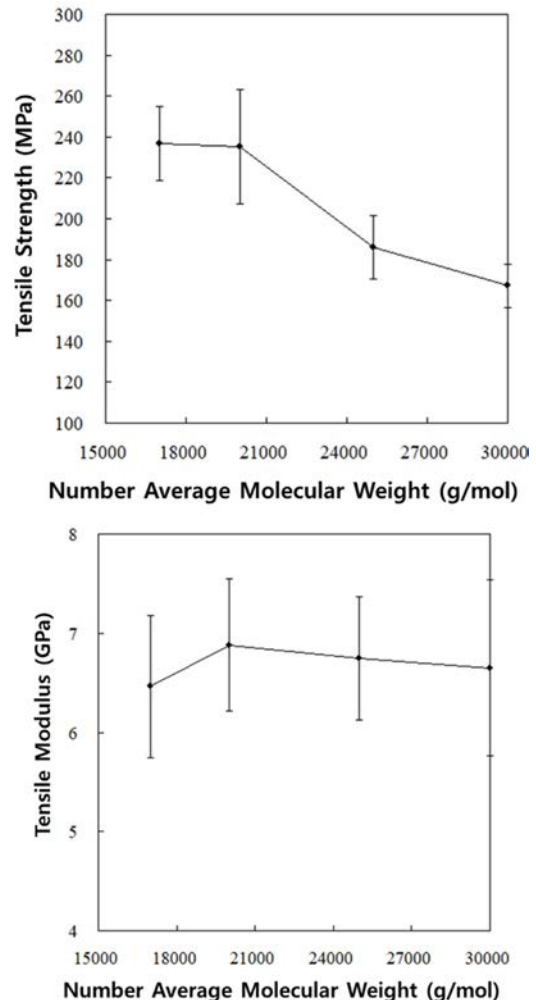 300
280
260
240
220
200
180
160
140
120
100
Tensile Strength (MPa)
15000 18000 21000 24000 27000 30000
Number Average Molecular Weight (g/mol)
8
7
6
5
4
Tensile Modulus (GPa)
15000 18000 21000 24000 27000 30000
Number Average Molecular Weight (g/mol)